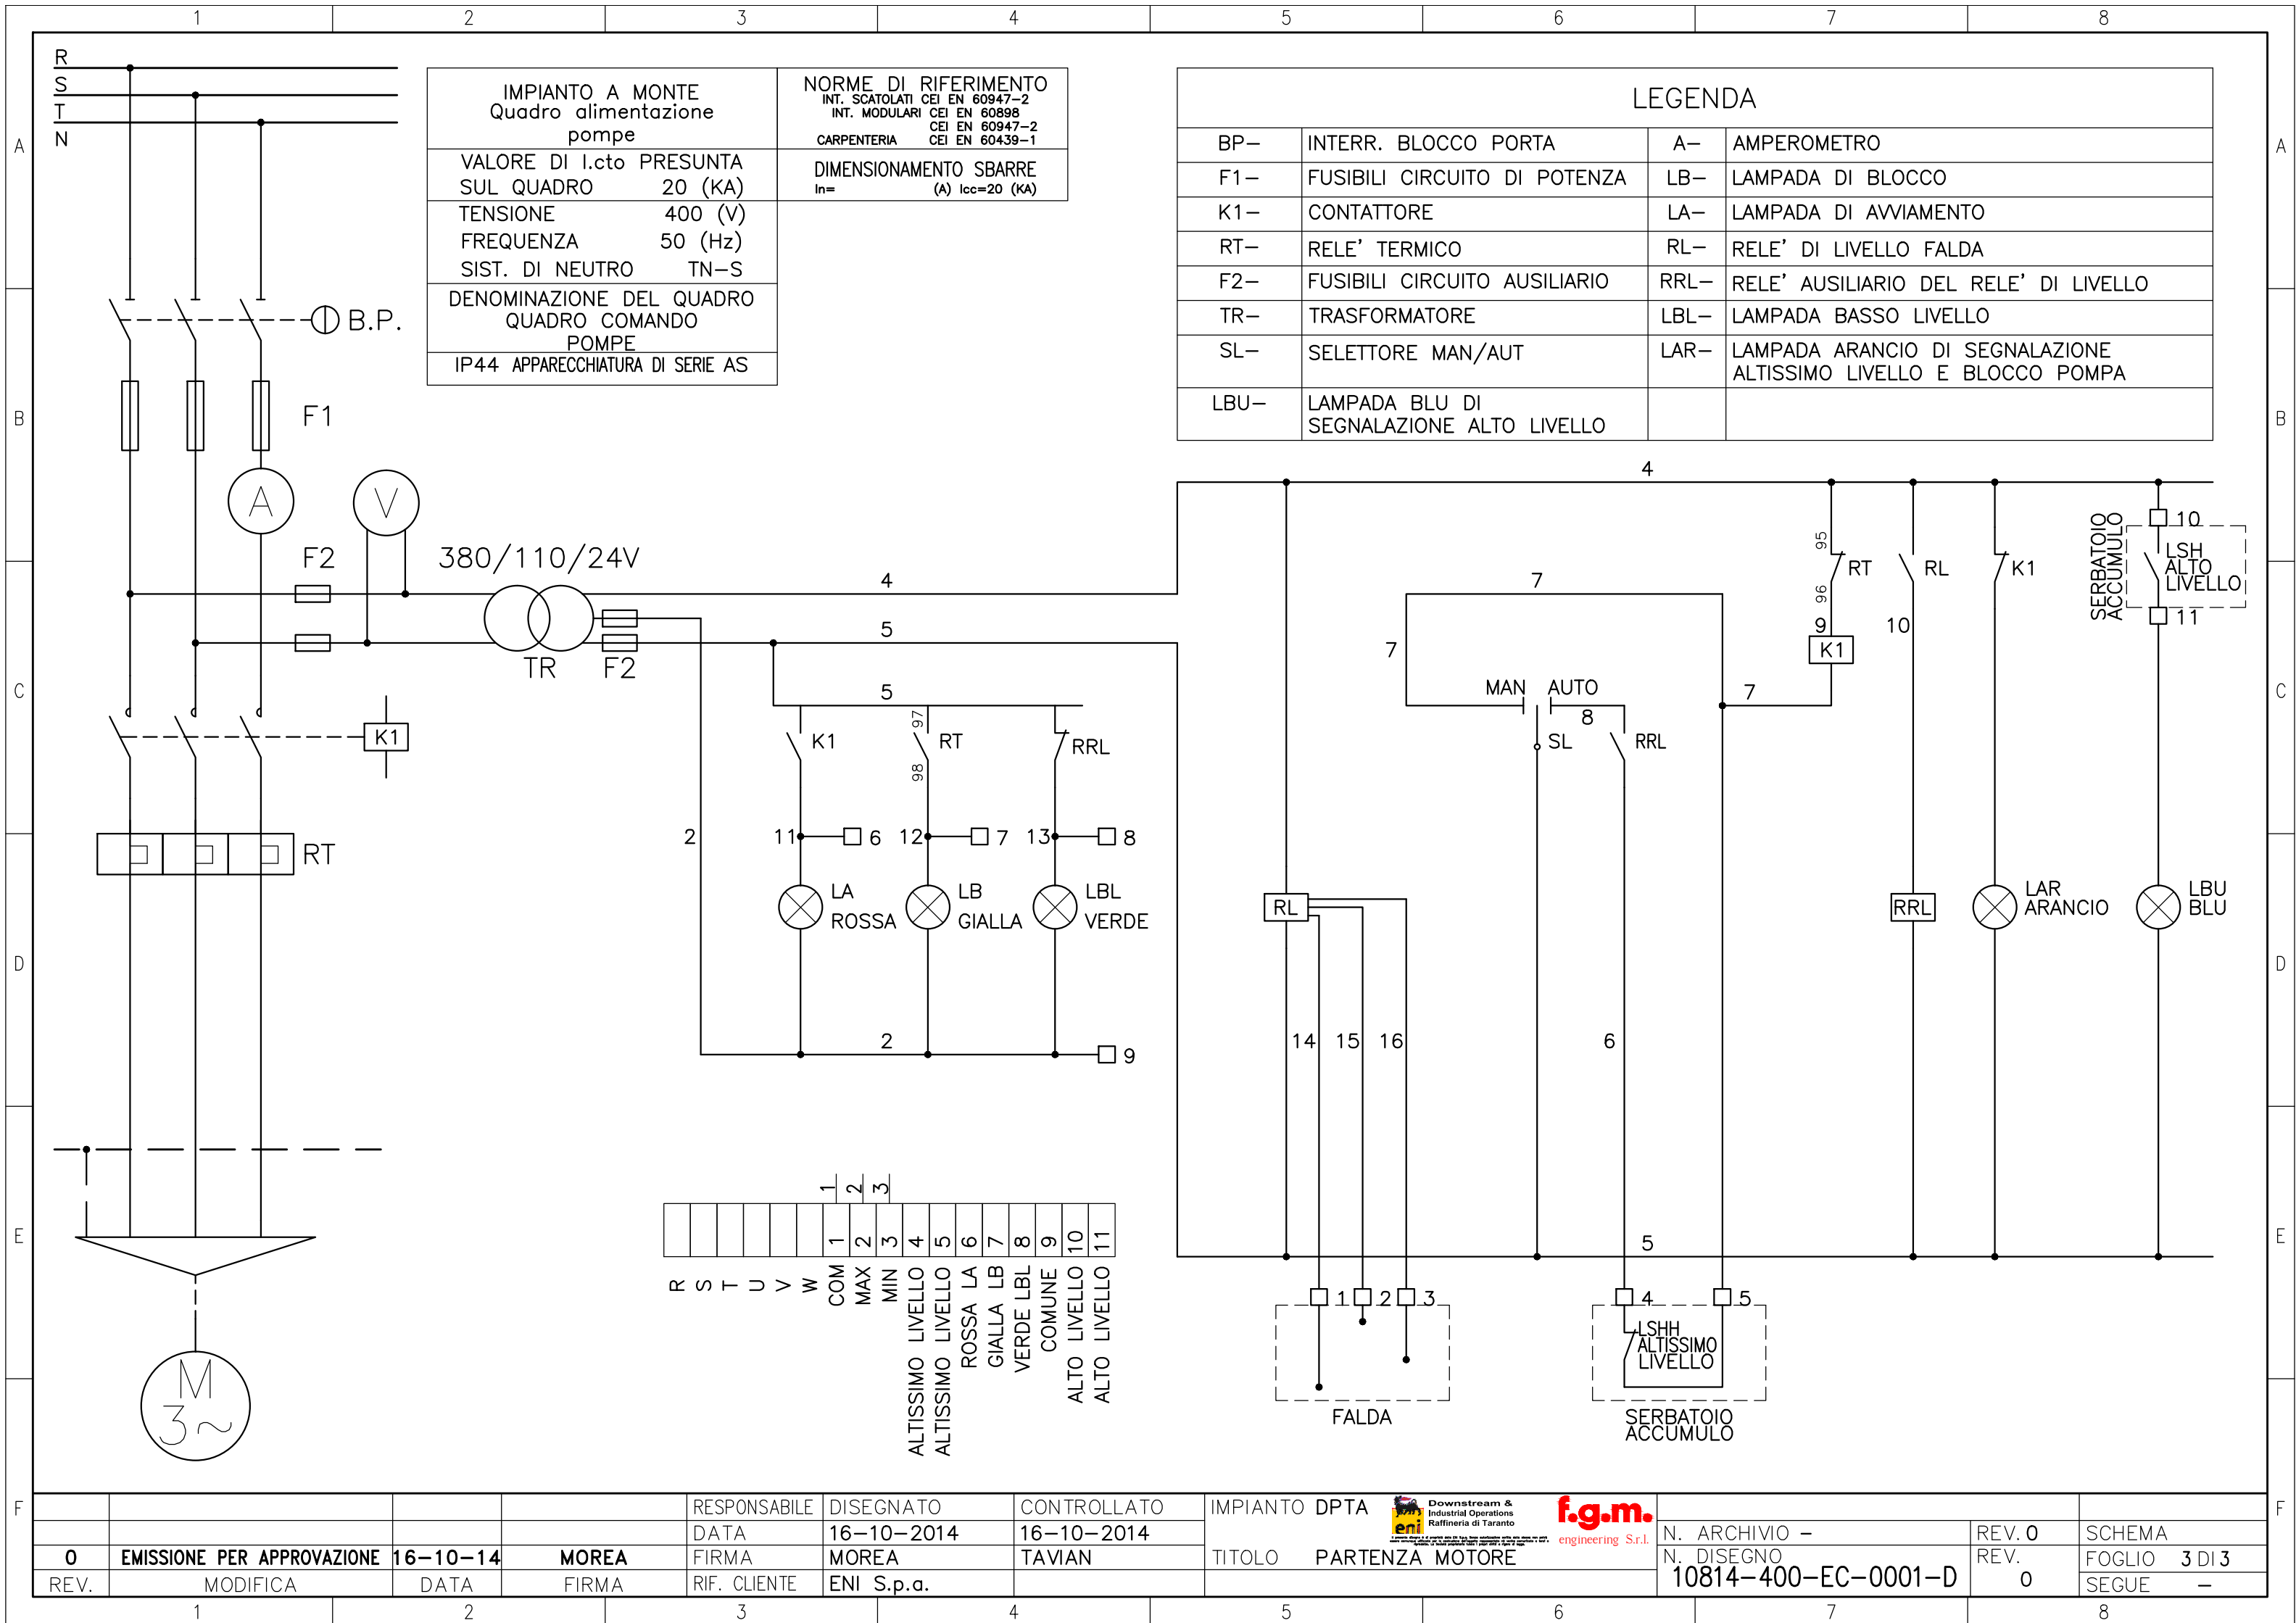 1 2 3 4 5 6 7 8
A
B
C
D
E
F
A
B
C
D
E
F
R
S
T
N
IMPIANTO A MONTE
Quadro alimentazione
pompe
VALORE DI I.cto PRESUNTA
SUL QUADRO 20 (KA)
TENSIONE 400 (V)
FREQUENZA 50 (Hz)
SIST. DI NEUTRO TN-S
DENOMINAZIONE DEL QUADRO
QUADRO COMANDO
POMPE
IP44 APPARECCHIATURA DI SERIE AS
NORME DI RIFERIMENTO
INT. SCATOLATI CEI EN 60947-2
INT. MODULARI CEI EN 60898
CEI EN 60947-2
CARPENTERIA CEI EN 60439-1
DIMENSIONAMENTO SBARRE
In= (A) Icc=20 (KA)
LEGENDA
BP- INTERR. BLOCCO PORTA A- AMPEROMETRO
F1- FUSIBILI CIRCUITO DI POTENZA LB- LAMPADA DI BLOCCO
K1- CONTATTORE LA- LAMPADA DI AVVIAMENTO
RT- RELE' TERMICO RL- RELE' DI LIVELLO FALDA
F2- FUSIBILI CIRCUITO AUSILIARIO RRL- RELE' AUSILIARIO DEL RELE' DI LIVELLO
TR- TRASFORMATORE LBL- LAMPADA BASSO LIVELLO
SL- SELETTORE MAN/AUT LAR- LAMPADA ARANCIO DI SEGNALAZIONE
ALTISSIMO LIVELLO E BLOCCO POMPA
LBU- LAMPADA BLU DI
SEGNALAZIONE ALTO LIVELLO
B.P.
F1
A
V
F2
380/110/24V
TR
F2
4
5
5
2
K1
RT
K1
97
98
RT
RRL
11
6
12
7
13
8
LA
ROSSA
LB
GIALLA
LBL
VERDE
2
9
M
3~
4
7
7
MAN AUTO
8
SL
RRL
7
95
96
RT
9
K1
RL
10
K1
SERBATOIO
ACCUMULO
10
LSH
ALTO
LIVELLO
11
RL
RRL
LAR
ARANCIO
LBU
BLU
14
15
16
6
5
1
2
3
FALDA
4
5
LSHH
ALTISSIMO
LIVELLO
SERBATOIO
ACCUMULO
1 2 3
1 2 3 4 5 6 7 8 9 10 11
R
S
T
U
V
W
COM
MAX
MIN
ALTISSIMO LIVELLO
ALTISSIMO LIVELLO
ROSSA LA
GIALLA LB
VERDE LBL
COMUNE
ALTO LIVELLO
ALTO LIVELLO
RESPONSABILE DISEGNATO CONTROLLATO
DATA 16-10-2014 16-10-2014
0 EMISSIONE PER APPROVAZIONE 16-10-14 MOREA FIRMA MOREA TAVIAN
REV. MODIFICA DATA FIRMA RIF. CLIENTE ENI S.p.a.
IMPIANTO DPTA
eni
Downstream &
Industrial Operations
Raffineria di Taranto
f.g.m.
engineering S.r.l.
TITOLO PARTENZA MOTORE
N. ARCHIVIO - REV. 0 SCHEMA
N. DISEGNO REV. FOGLIO 3 DI 3
10814-400-EC-0001-D 0 SEGUE -
1 2 3 4 5 6 7 8